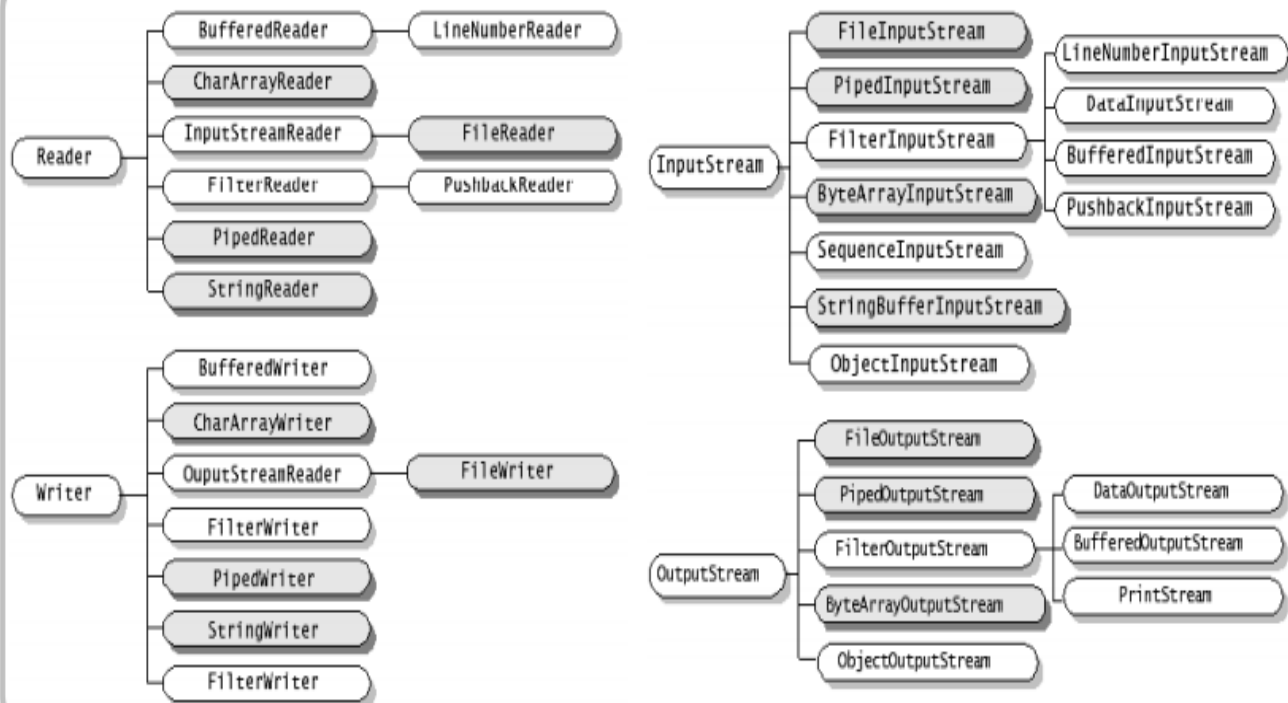 Reader
BufferedReader
LineNumberReader
CharArrayReader
InputStreamReader
FileReader
FilterReader
PushbackReader
PipedReader
StringReader
Writer
BufferedWriter
CharArrayWriter
OuputStreamReader
FileWriter
FilterWriter
PipedWriter
StringWriter
FilterWriter
InputStream
FileInputStream
PipedInputStream
FilterInputStream
LineNumberInputStream
DataInputStream
BufferedInputStream
PushbackInputStream
ByteArrayInputStream
SequenceInputStream
StringBufferInputStream
ObjectInputStream
OutputStream
FileOutputStream
PipedOutputStream
FilterOutputStream
DataOutputStream
BufferedOutputStream
PrintStream
ByteArrayOutputStream
ObjectOutputStream